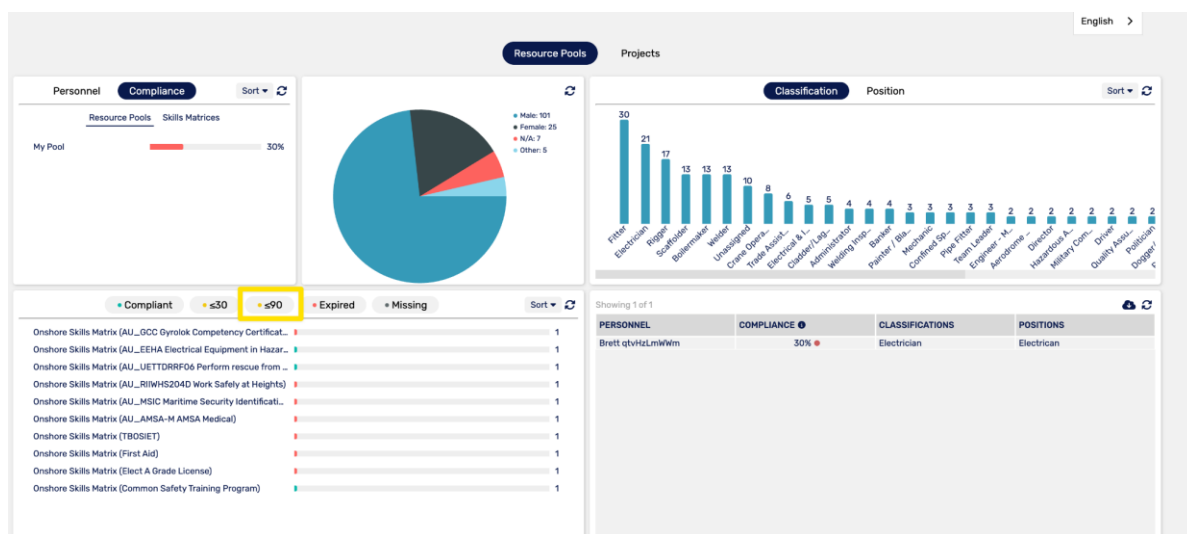 English >
Resource Pools Projects
Personnel Compliance Sort
Resource Pools Skills Matrices
My Pool 30%
Male: 101
Female: 25
N/A: 7
Other: 5
Classification Position Sort
30 21 17 13 13 13 10 8 6 5 5 4 4 4 3 3 3 3 3 2 2 2 2 2 2 2 2
Fitter
Electrician
Rigger
Scaffolder
Boilermaker
Welder
Unassigned
Crane Opera...
Trade Assist...
Electrical & I...
Cladder/Lag...
Administrator
Welding Insp...
Banker
Painter / Bla...
Mechanic
Confined Sp...
Pipe Fitter
Team Leader
Engineer - M...
Aerodrome ...
Director
Hazardous A...
Military Com...
Driver
Quality Assu...
Politician
Dogger/
Compliant ≤30 ≤90 Expired Missing Sort
Onshore Skills Matrix (AU_GCC Gyrolok Competency Certificat... 1
Onshore Skills Matrix (AU_EEHA Electrical Equipment in Hazar... 1
Onshore Skills Matrix (AU_UETTDRRF06 Perform rescue from ... 1
Onshore Skills Matrix (AU_RIIWHS204D Work Safely at Heights) 1
Onshore Skills Matrix (AU_MSIC Maritime Security Identificati... 1
Onshore Skills Matrix (AU_AMSA-M AMSA Medical) 1
Onshore Skills Matrix (TBOSIET) 1
Onshore Skills Matrix (First Aid) 1
Onshore Skills Matrix (Elect A Grade License) 1
Onshore Skills Matrix (Common Safety Training Program) 1
Showing 1 of 1
PERSONNEL COMPLIANCE CLASSIFICATIONS POSITIONS
Brett qtvHzLmWWm 30% Electrician Electrican